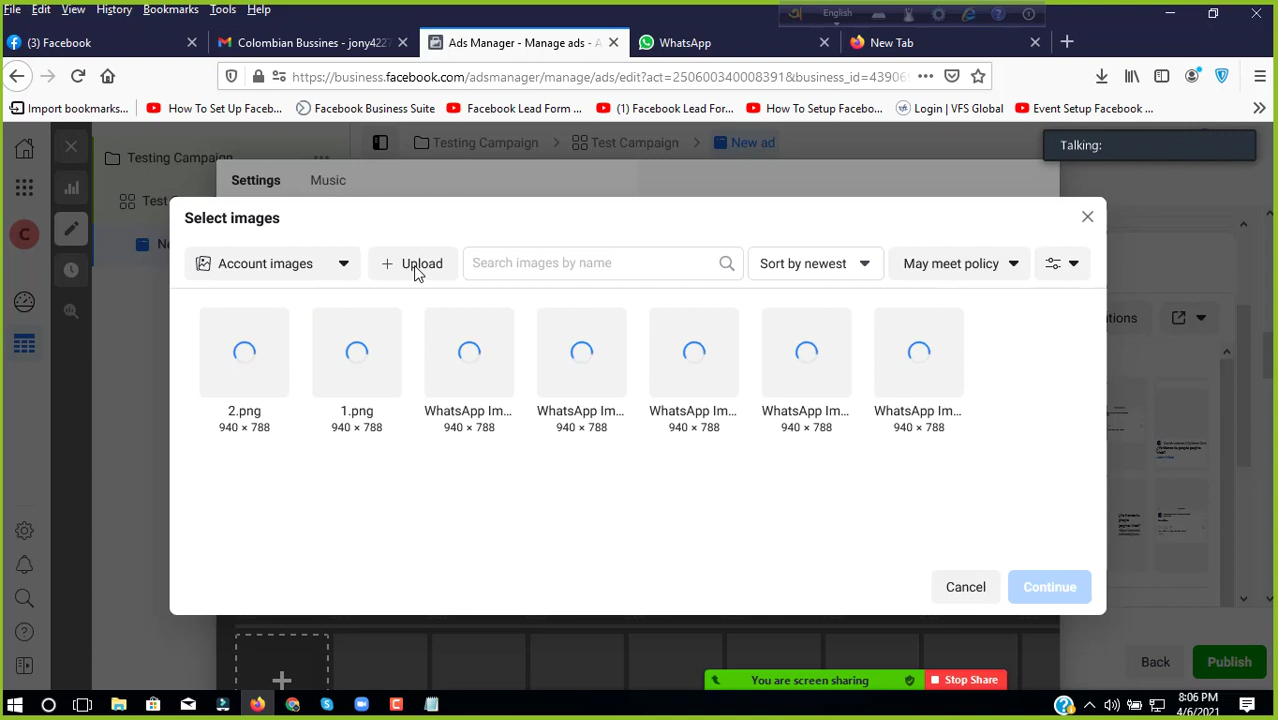 File Edit View History Bookmarks Tools Help
English
(3) Facebook
Colombian Bussines - jony422
Ads Manager - Manage ads - A
WhatsApp
New Tab
https://business.facebook.com/adsmanager/manage/ads/edit?act=250600340008391&business_id=43906
Import bookmarks...
How To Set Up Faceb...
Facebook Business Suite
Facebook Lead Form ...
(1) Facebook Lead For...
How To Setup Faceboo...
Login | VFS Global
Event Setup Facebook ...
Testing Campaign
Testing Campaign
Test Campaign
New ad
Talking:
C
Settings
Music
Select images
Account images
Upload
Search images by name
Sort by newest
May meet policy
2.png
940 × 788
1.png
940 × 788
WhatsApp Im...
940 × 788
WhatsApp Im...
940 × 788
WhatsApp Im...
940 × 788
WhatsApp Im...
940 × 788
WhatsApp Im...
940 × 788
Cancel
Continue
Back
Publish
You are screen sharing
Stop Share
8:06 PM
4/6/2021